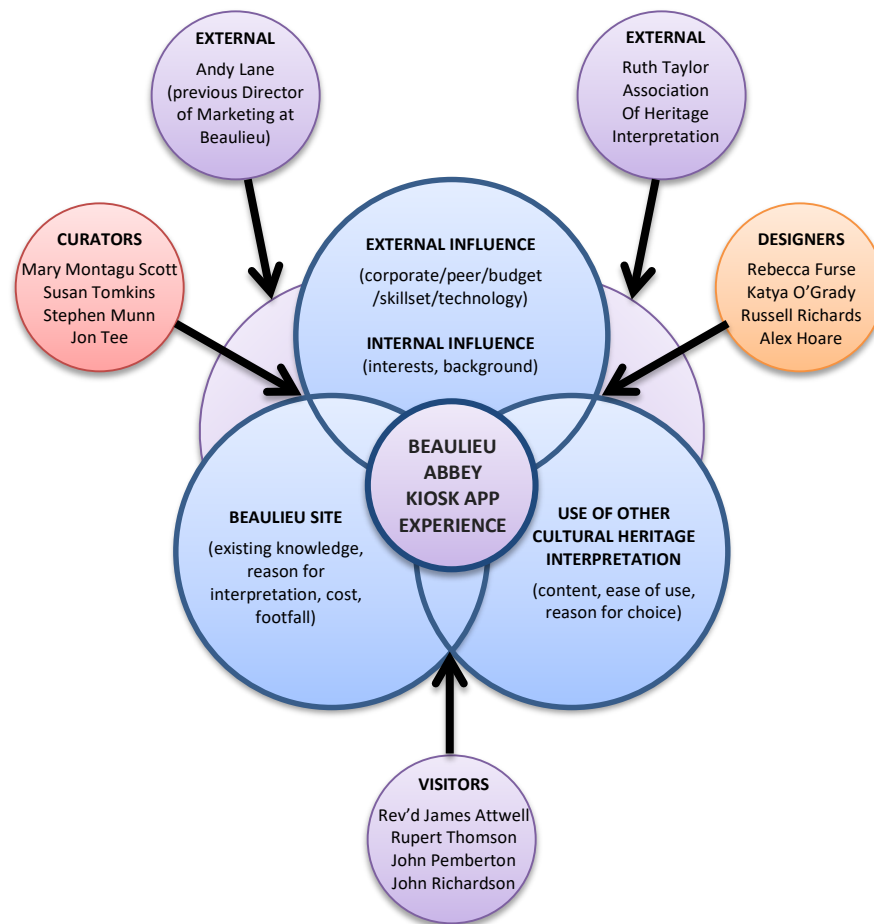 EXTERNAL
Andy Lane
(previous Director
of Marketing at
Beaulieu)
EXTERNAL
Ruth Taylor
Association
Of Heritage
Interpretation
CURATORS
Mary Montagu Scott
Susan Tomkins
Stephen Munn
Jon Tee
EXTERNAL INFLUENCE
(corporate/peer/budget
/skillset/technology)
INTERNAL INFLUENCE
(interests, background)
DESIGNERS
Rebecca Furse
Katya O’Grady
Russell Richards
Alex Hoare
BEAULIEU
ABBEY
KIOSK APP
EXPERIENCE
BEAULIEU SITE
(existing knowledge,
reason for
interpretation, cost,
footfall)
USE OF OTHER
CULTURAL HERITAGE
INTERPRETATION
(content, ease of use,
reason for choice)
VISITORS
Rev’d James Attwell
Rupert Thomson
John Pemberton
John Richardson